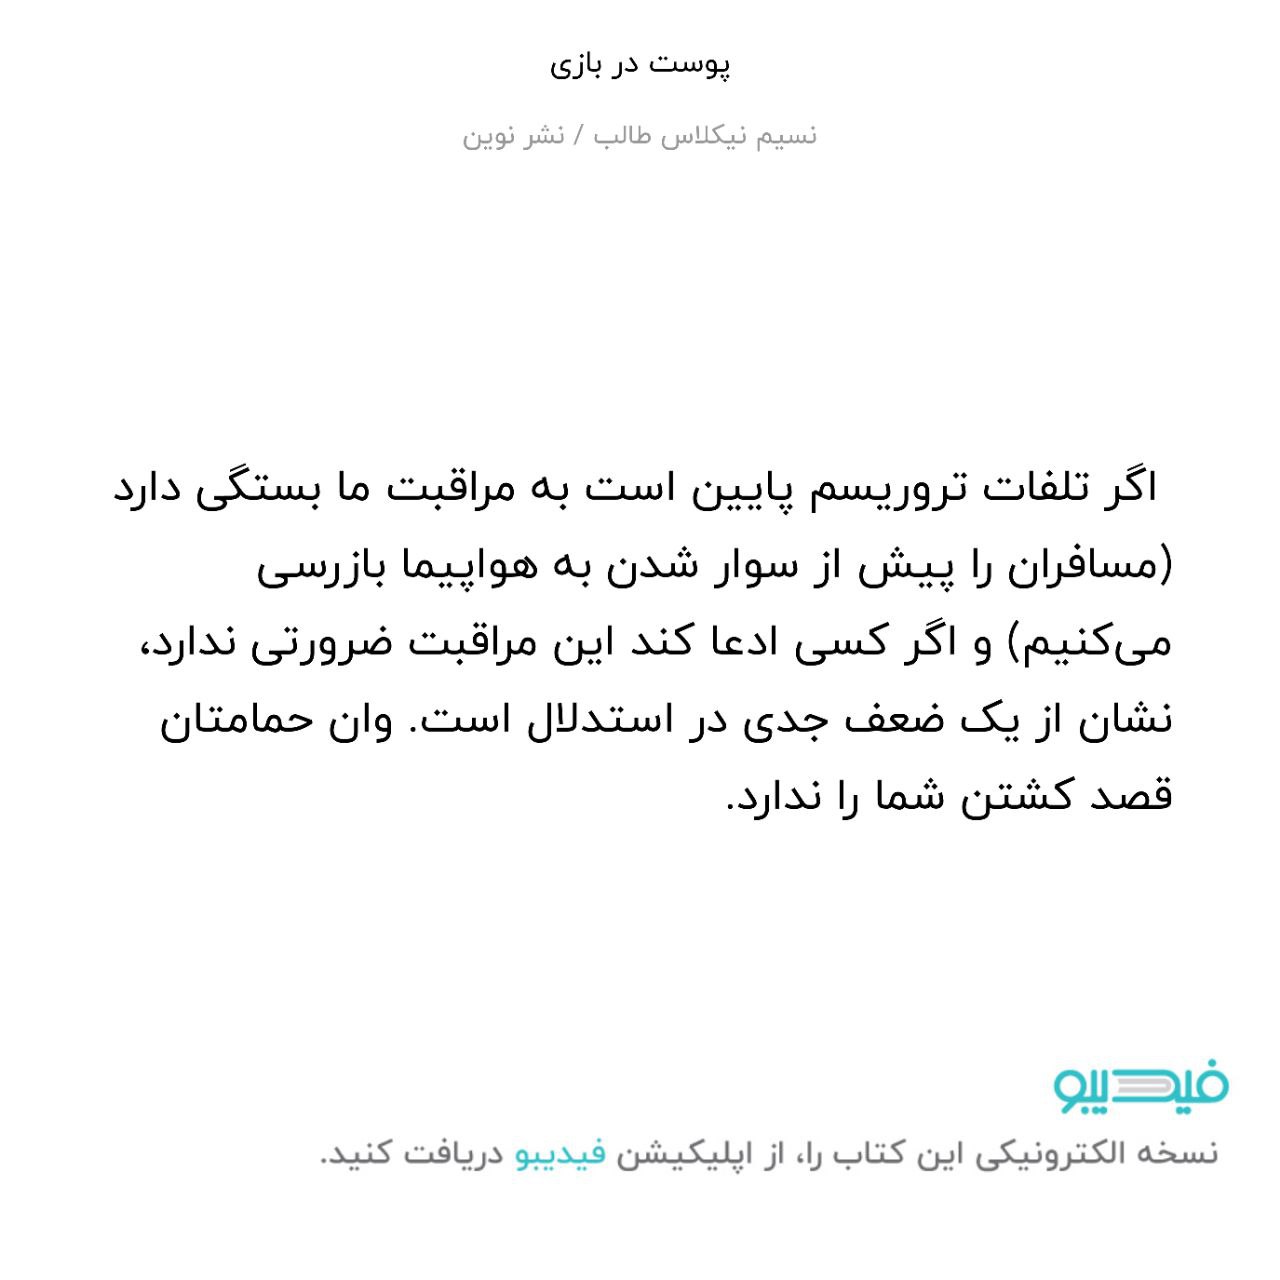 پوست در بازی
نسیم نیکلاس طالب / نشر نوین
اگر تلفات تروریسم پایین است به مراقبت ما بستگی دارد
(مسافران را پیش از سوار شدن به هواپیما بازرسی
می‌کنیم) و اگر کسی ادعا کند این مراقبت ضرورتی ندارد،
نشان از یک ضعف جدی در استدلال است. وان حمامتان
قصد کشتن شما را ندارد.
فیدیبو
نسخه الکترونیکی این کتاب را، از اپلیکیشن فیدیبو دریافت کنید.